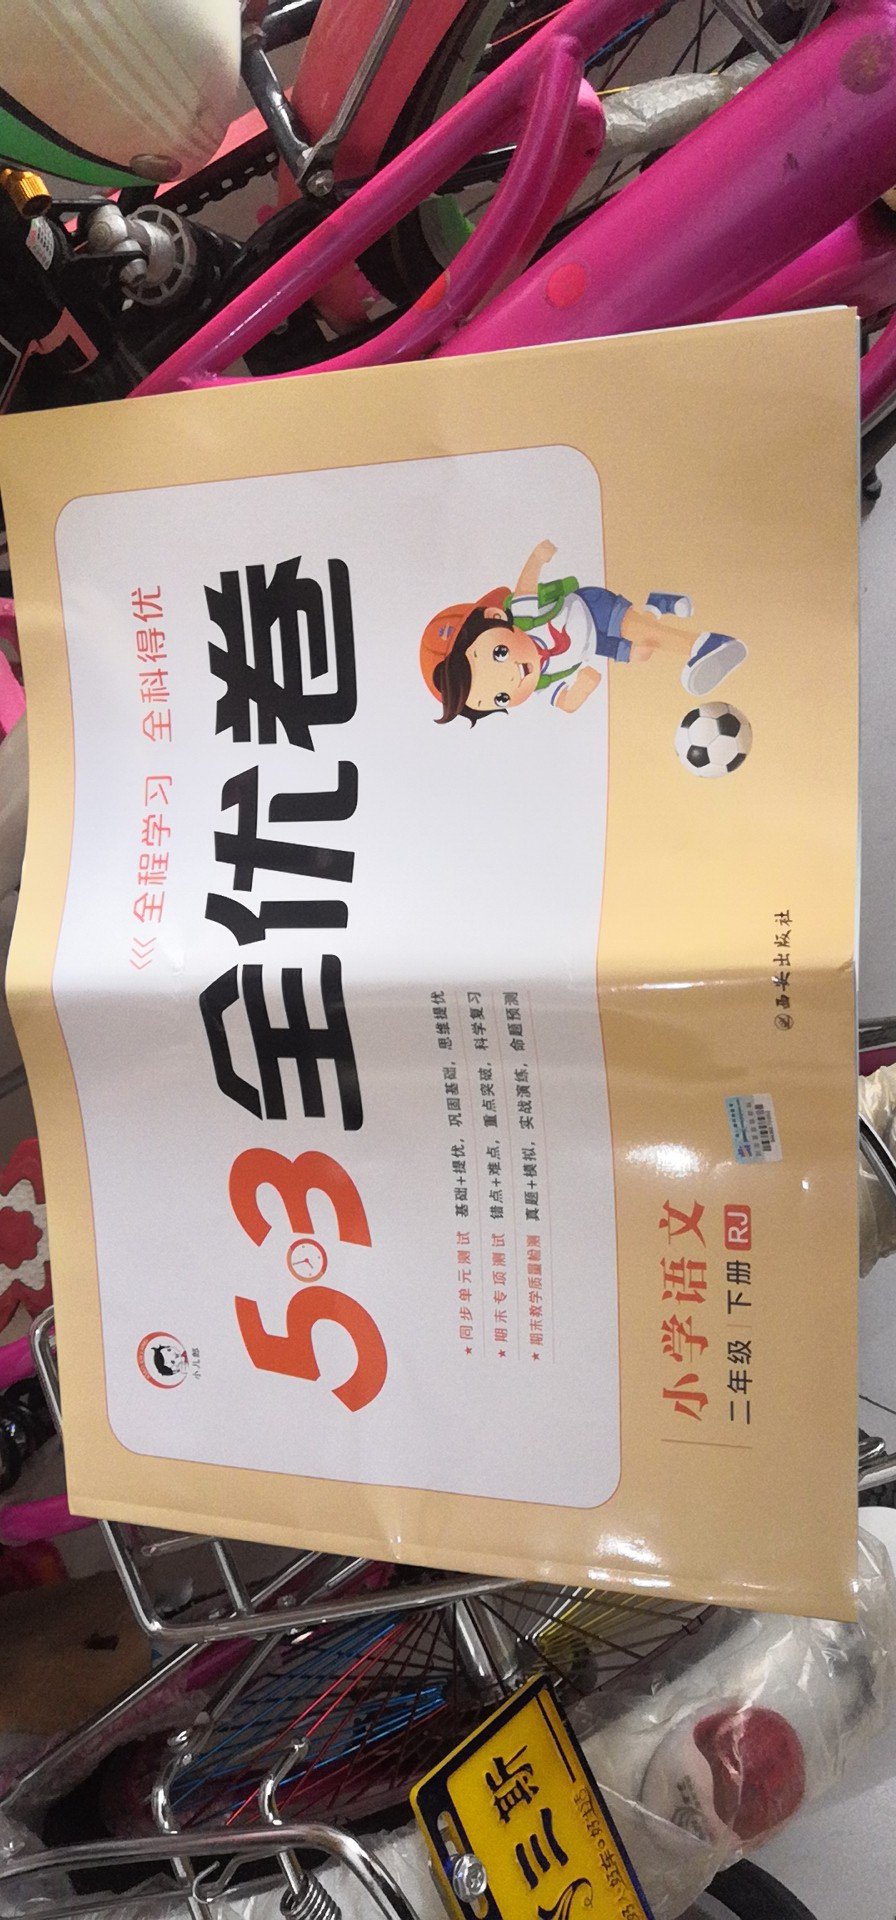 小儿郎
全程学习 全科得优
53全优卷
★同步单元测试 基础+提优，巩固基础，思维提优
★期末专项测试 错点+难点，重点突破，科学复习
★期末教学质量检测 真题+模拟，实战演练，命题预测
小学语文
二年级 下册 RJ
西安出版社
三